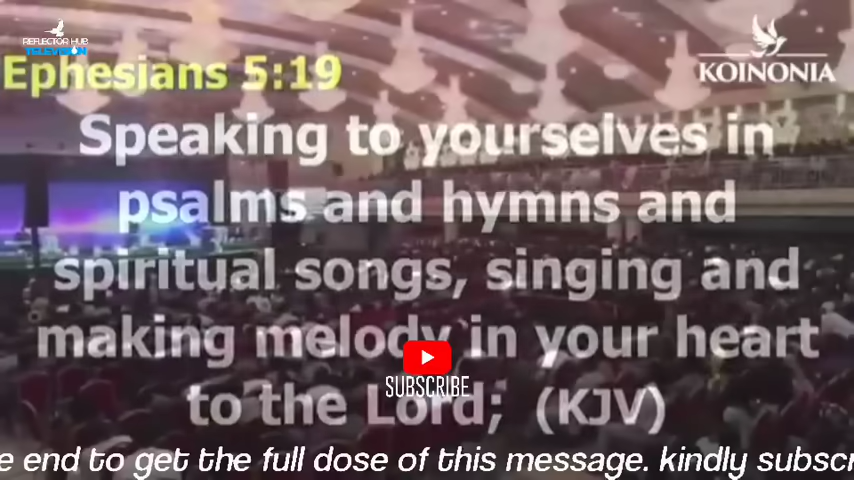 REFLECTOR HUB
TELEVISION
KOINONIA
Ephesians 5:19
Speaking to yourselves in
psalms and hymns and
spiritual songs, singing and
making melody in your heart
to the Lord; (KJV)
SUBSCRIBE
e end to get the full dose of this message. kindly subscr